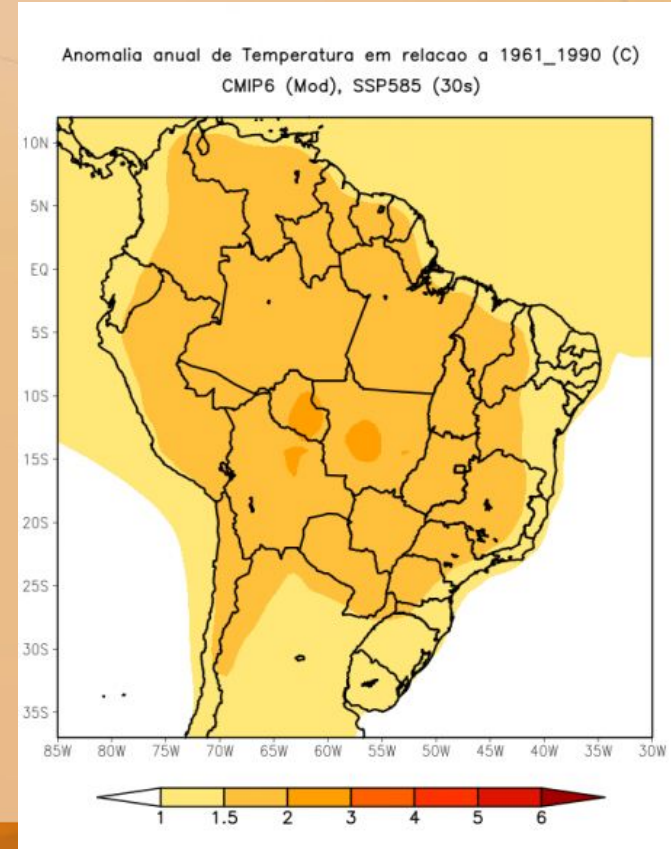 Anomalia anual de Temperatura em relacao a 1961_1990 (C)
CMIP6 (Mod), SSP585 (30s)
10N
5N
EQ
5S
10S
15S
20S
25S
30S
35S
85W 80W 75W 70W 65W 60W 55W 50W 45W 40W 35W 30W
1 1.5 2 3 4 5 6